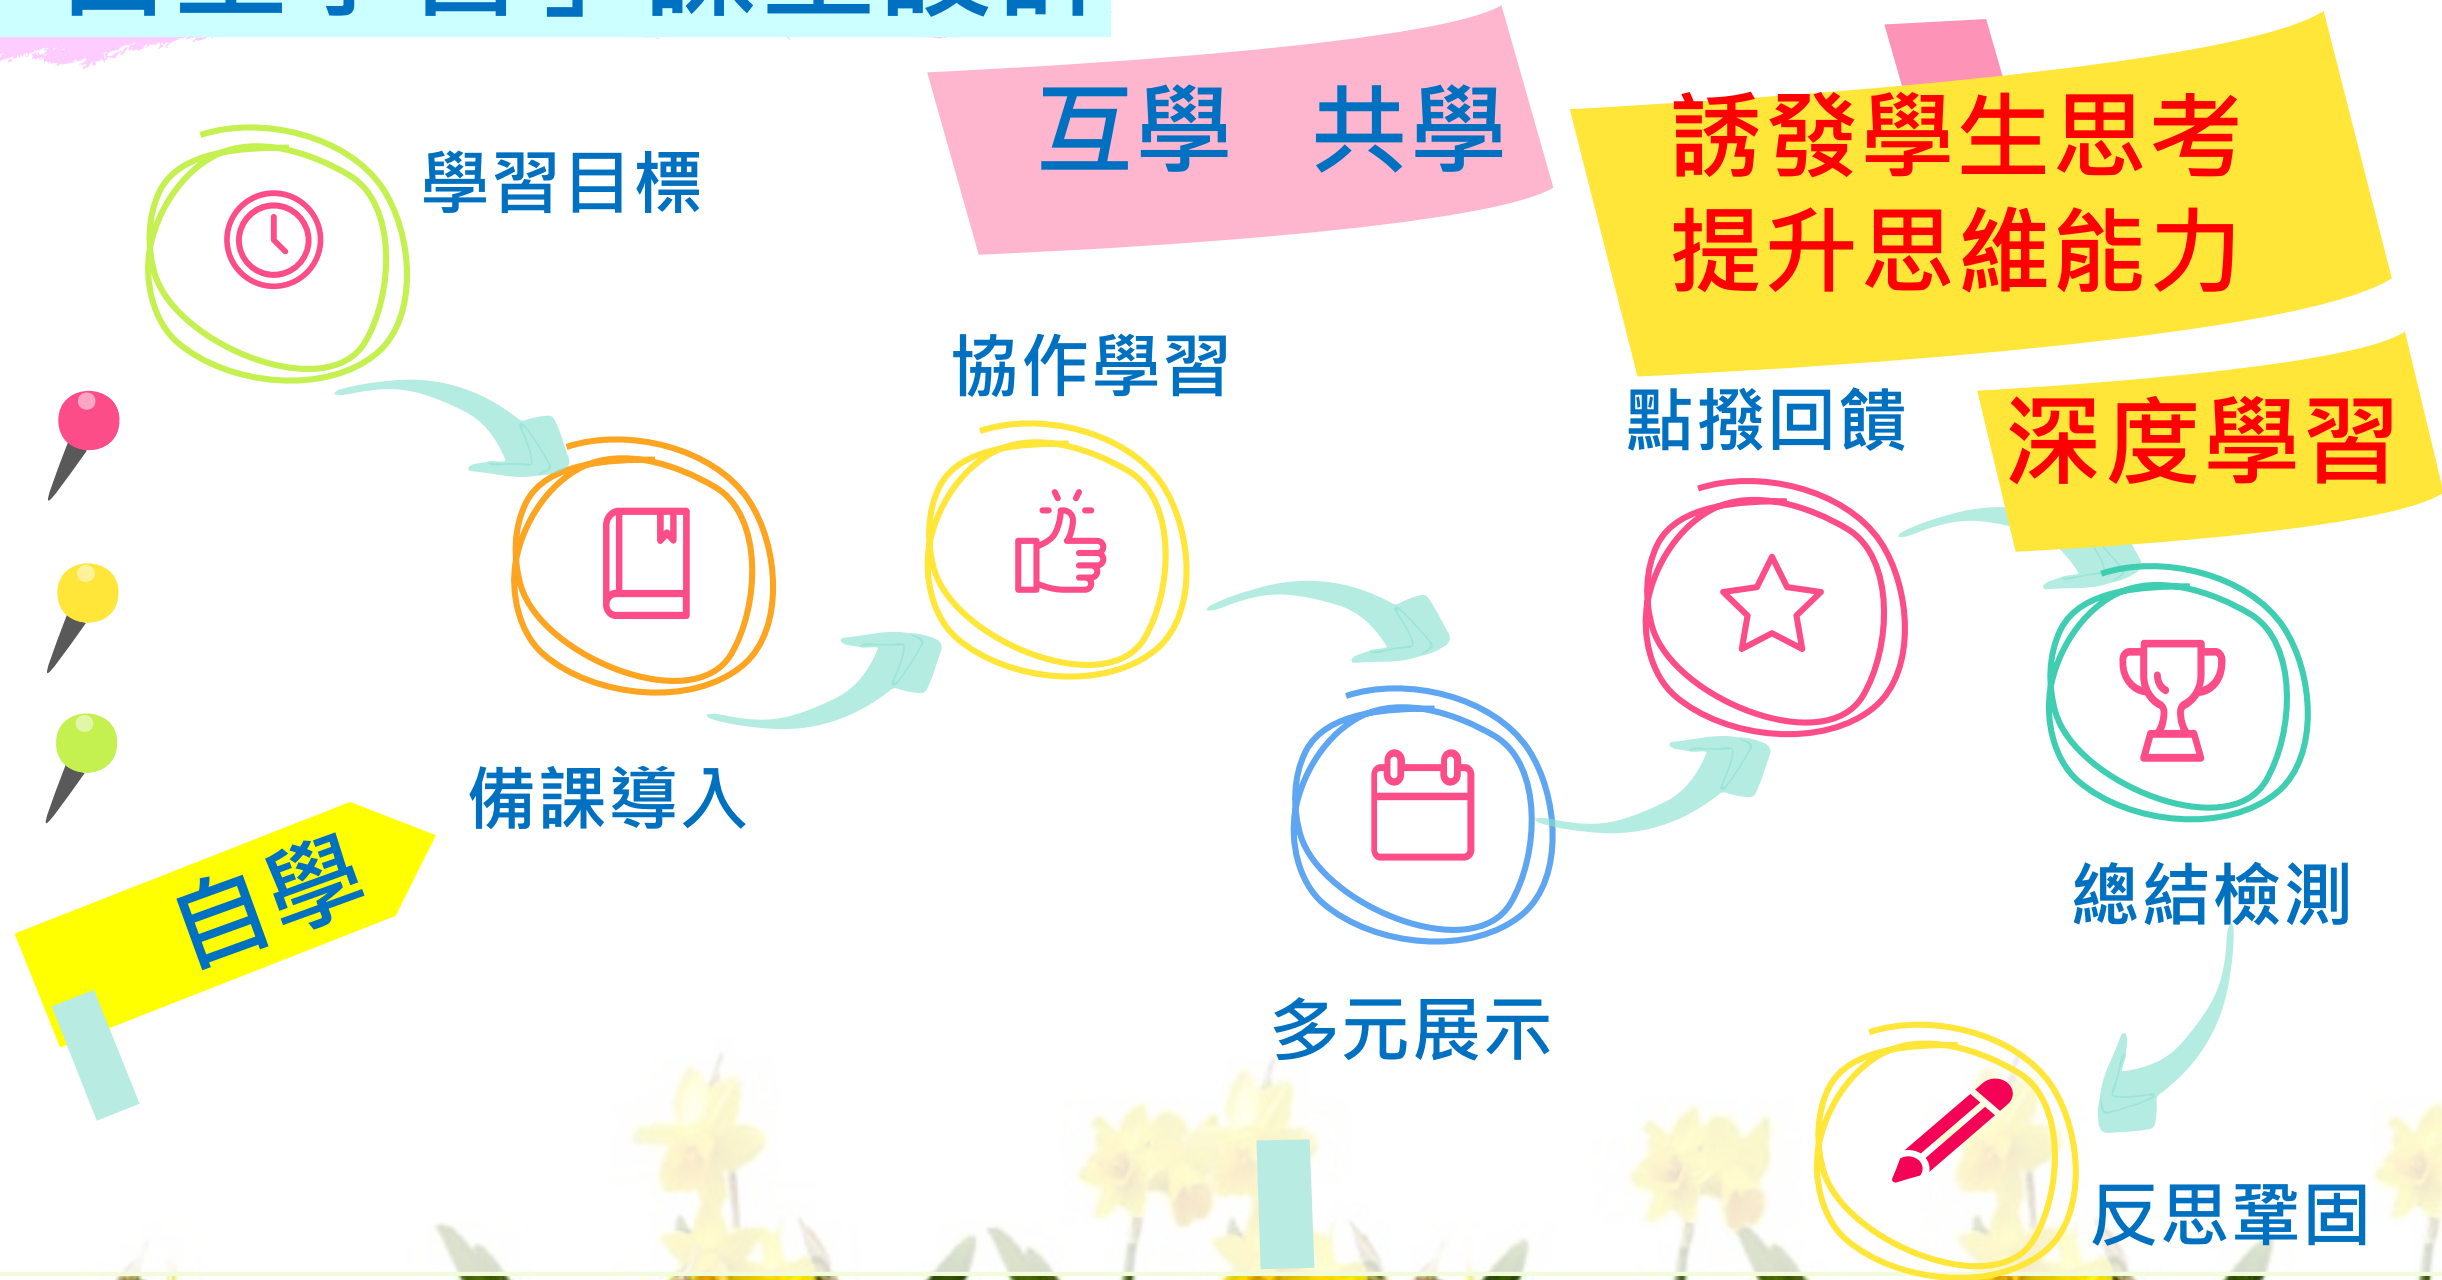 學習目標
互學 共學
誘發學生思考
提升思維能力
協作學習
點撥回饋
深度學習
備課導入
自學
總結檢測
多元展示
反思鞏固